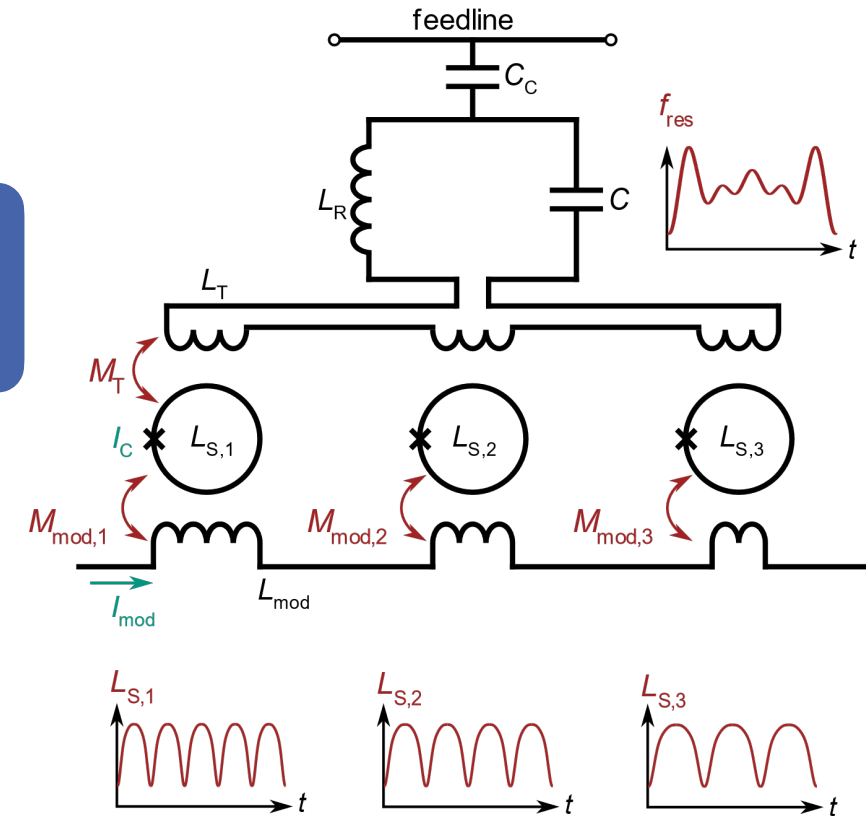 feedline
C_C
f_res
L_R
C
t
L_T
M_T
I_C
L_S,1
L_S,2
L_S,3
M_mod,1
M_mod,2
M_mod,3
I_mod
L_mod
L_S,1
L_S,2
L_S,3
t
t
t